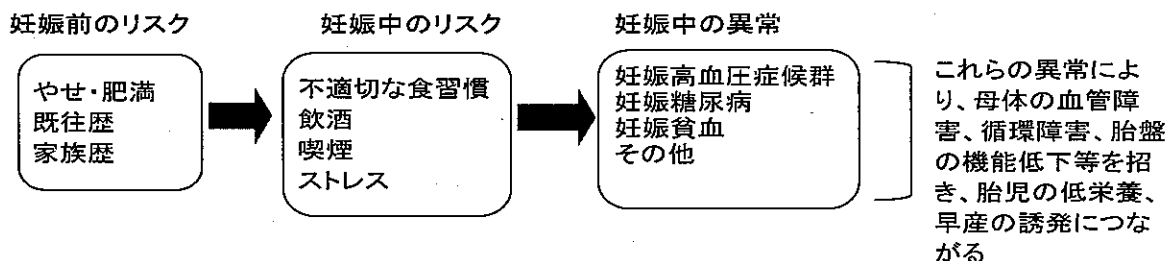 妊娠前のリスク
やせ・肥満
既往歴
家族歴
妊娠中のリスク
不適切な食習慣
飲酒
喫煙
ストレス
妊娠中の異常
妊娠高血圧症候群
妊娠糖尿病
妊娠貧血
その他
これらの異常によ
り、母体の血管障
害、循環障害、胎盤
の機能低下等を招
き、胎児の低栄養、
早産の誘発につな
がる